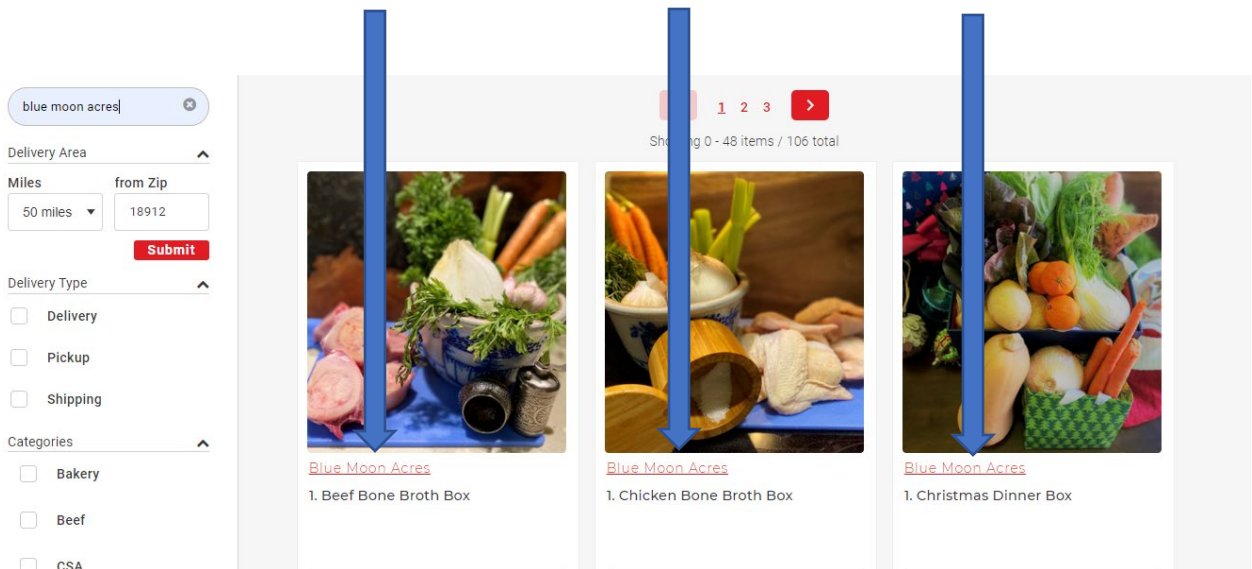 blue moon acres
Delivery Area
Miles from Zip
50 miles 18912
Submit
Delivery Type
Delivery
Pickup
Shipping
Categories
Bakery
Beef
CSA
1 2 3
ng 0 - 48 items / 106 total
Blue Moon Acres
1. Beef Bone Broth Box
Blue Moon Acres
1. Chicken Bone Broth Box
Blue Moon Acres
1. Christmas Dinner Box